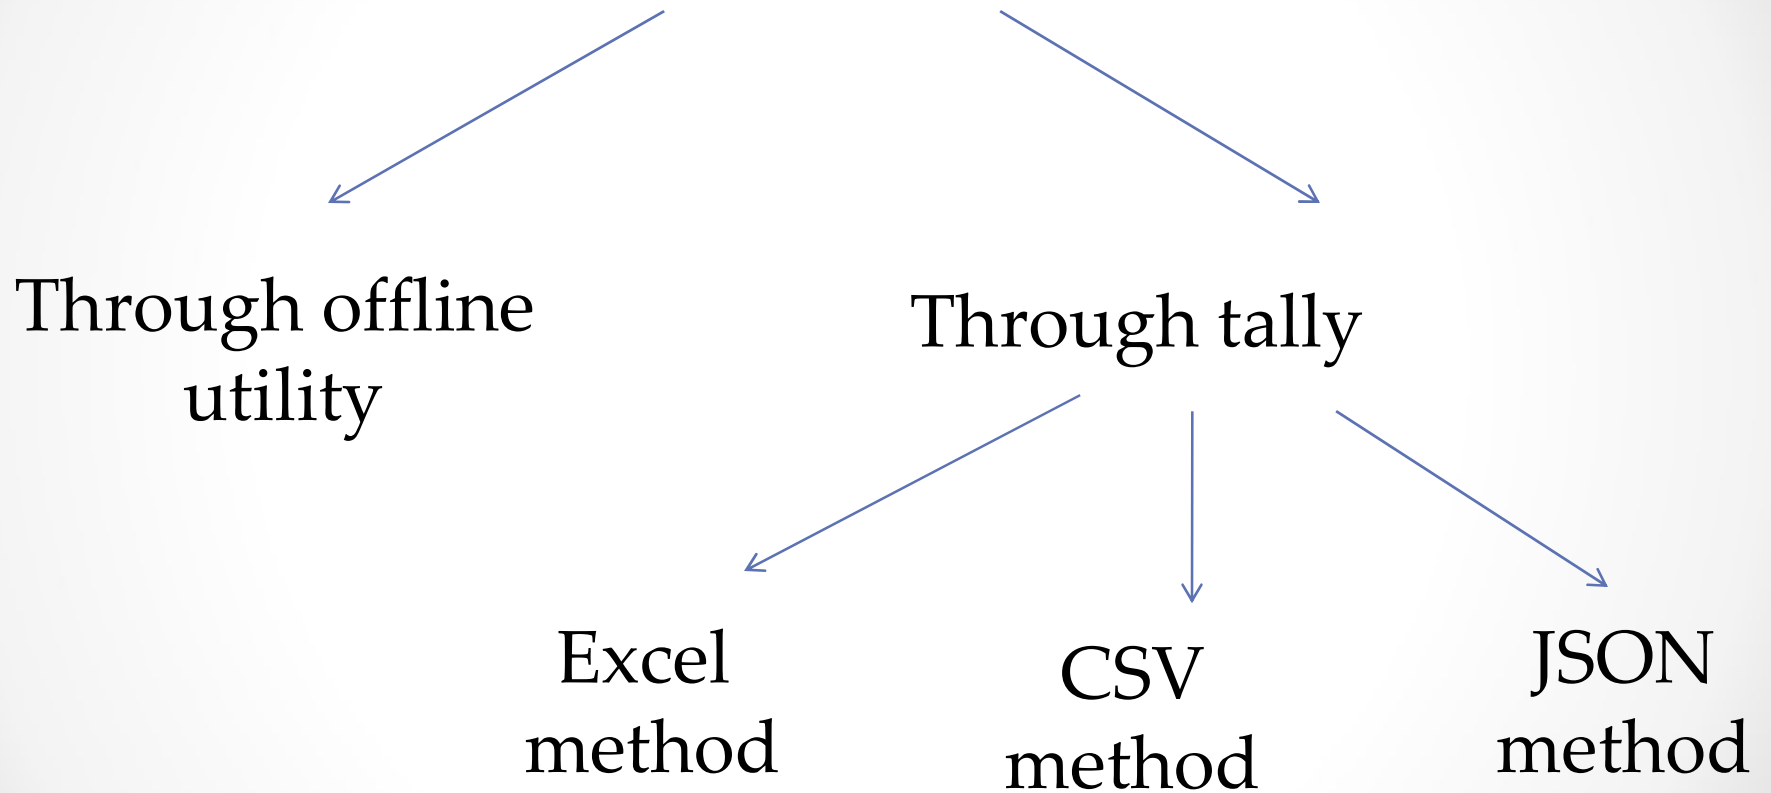 Through offline
utility
Through tally
Excel
method
CSV
method
JSON
method